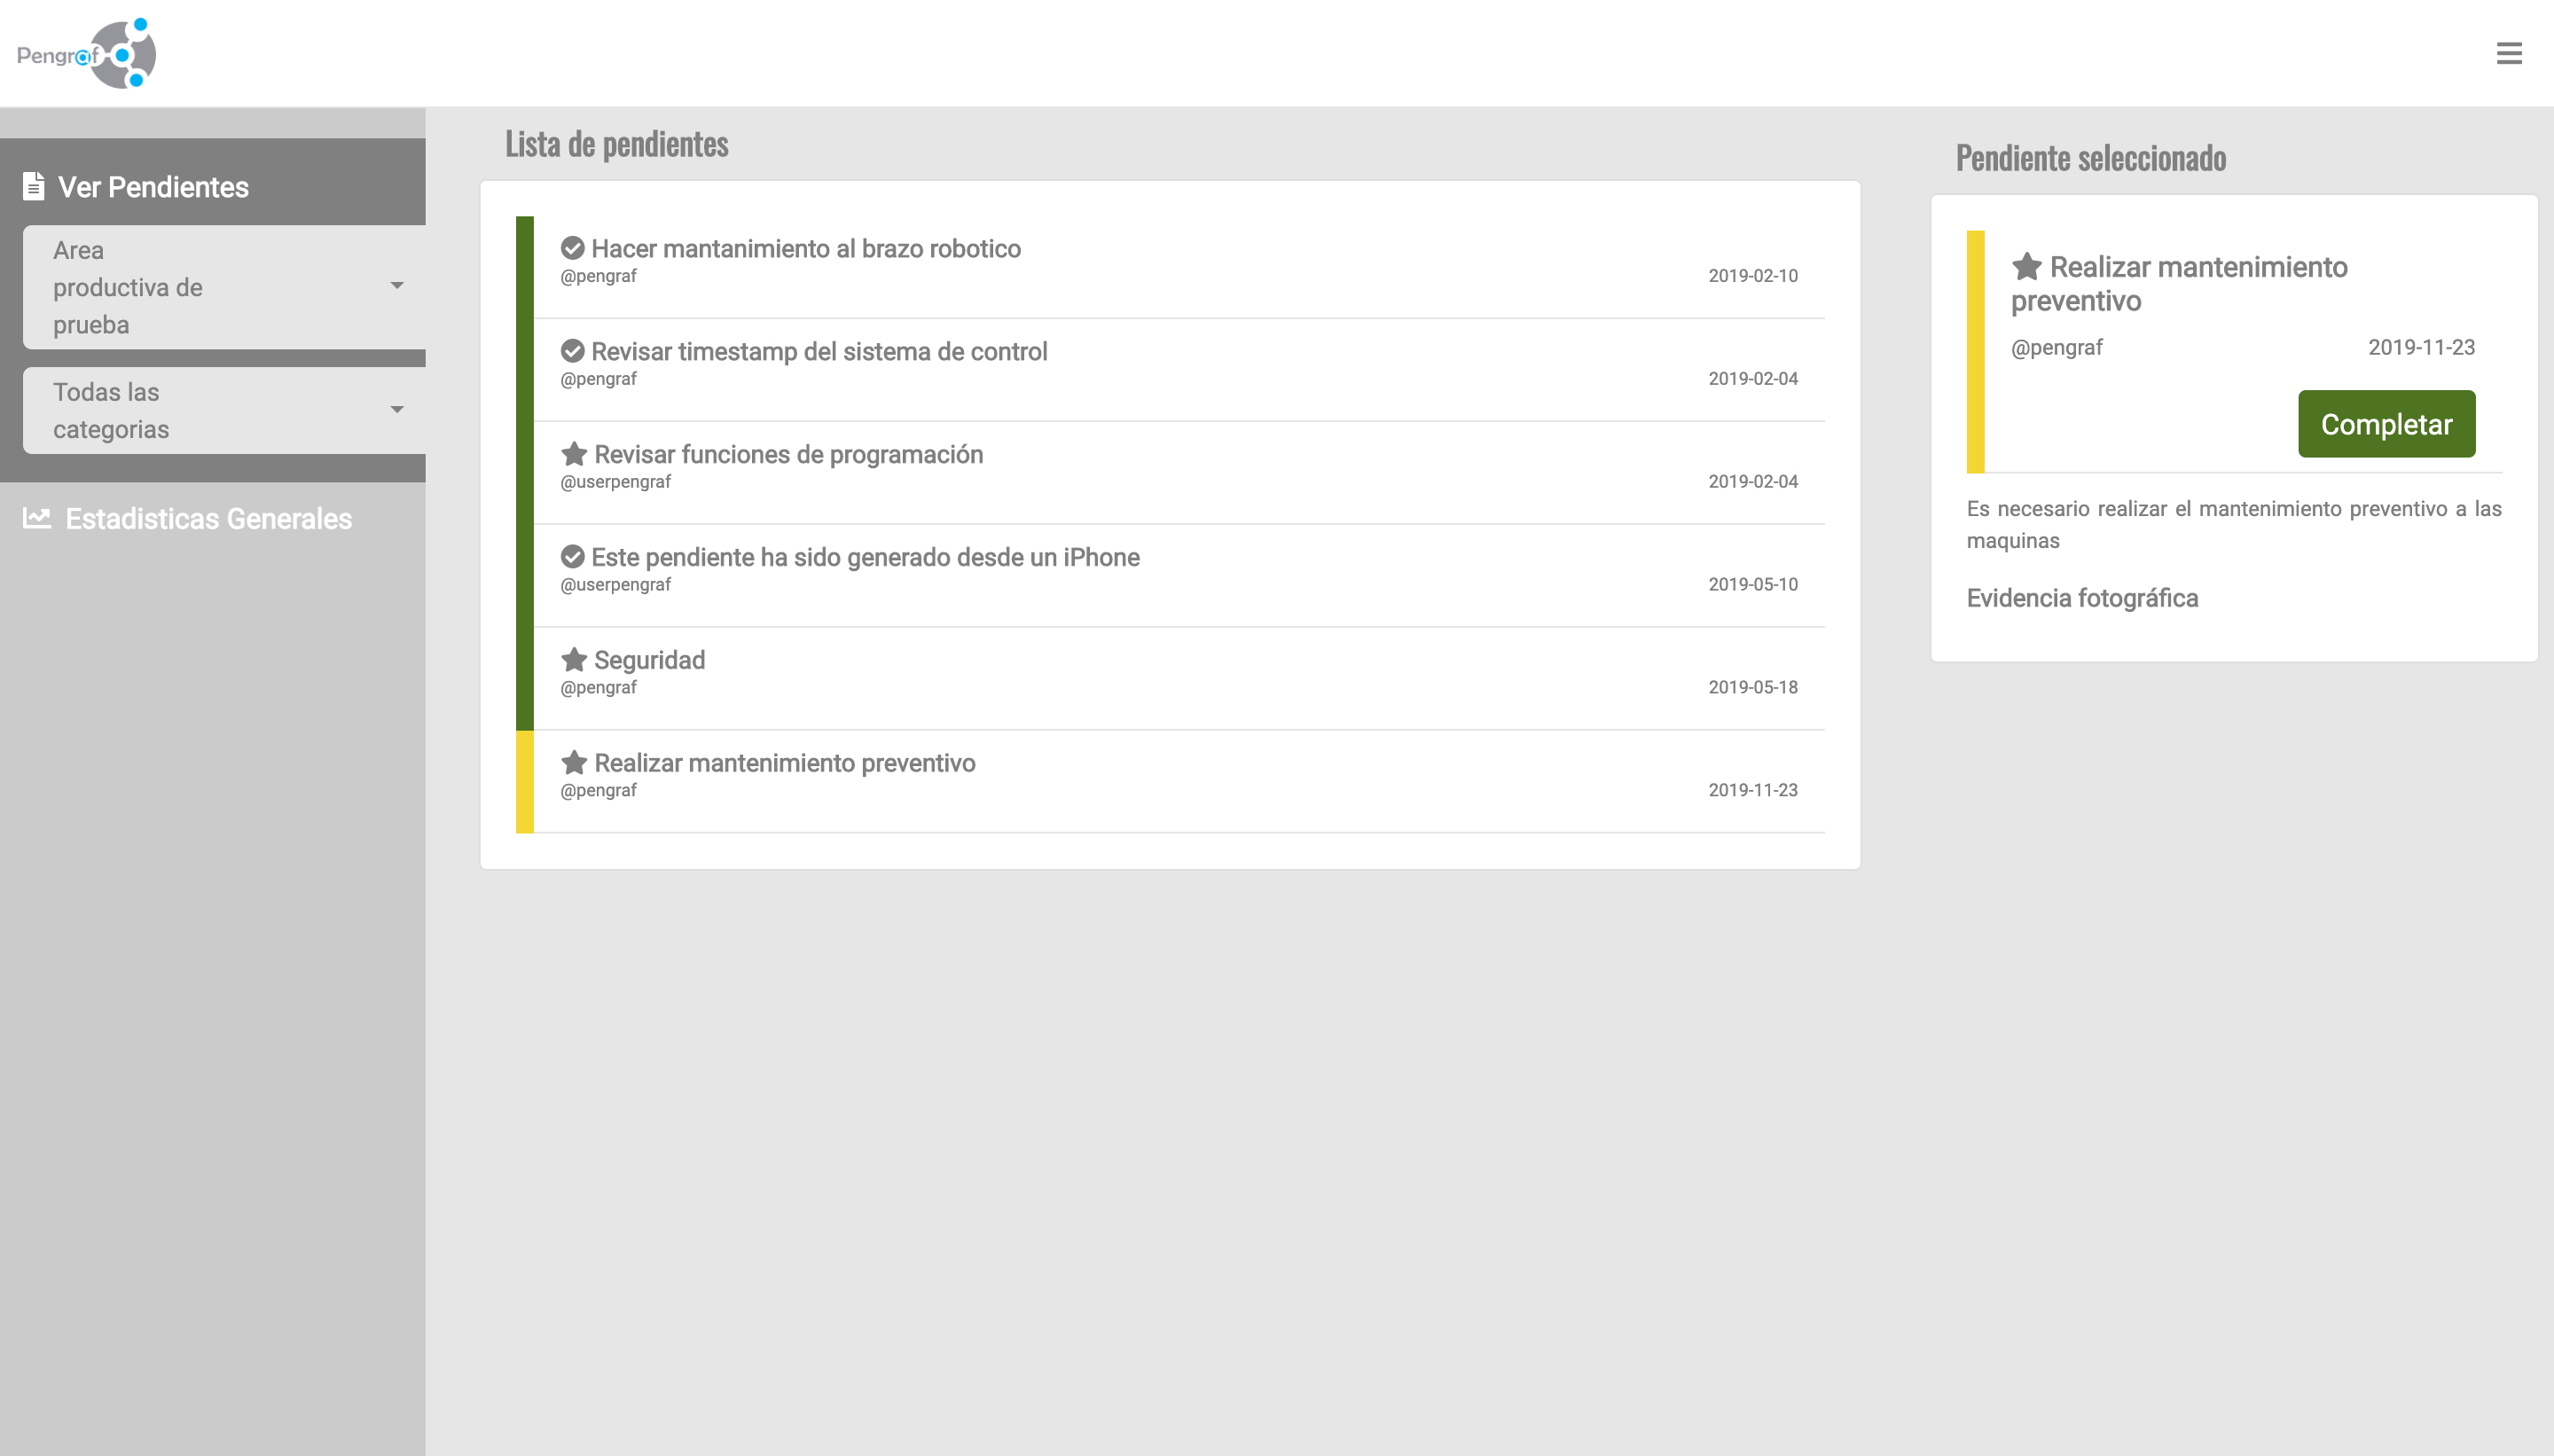 Pengr@f
Ver Pendientes
Area
productiva de
prueba
Todas las
categorias
Estadisticas Generales
Lista de pendientes
Hacer mantanimiento al brazo robotico
@pengraf
2019-02-10
Revisar timestamp del sistema de control
@pengraf
2019-02-04
Revisar funciones de programación
@userpengraf
2019-02-04
Este pendiente ha sido generado desde un iPhone
@userpengraf
2019-05-10
Seguridad
@pengraf
2019-05-18
Realizar mantenimiento preventivo
@pengraf
2019-11-23
Pendiente seleccionado
Realizar mantenimiento
preventivo
@pengraf
2019-11-23
Completar
Es necesario realizar el mantenimiento preventivo a las
maquinas
Evidencia fotográfica